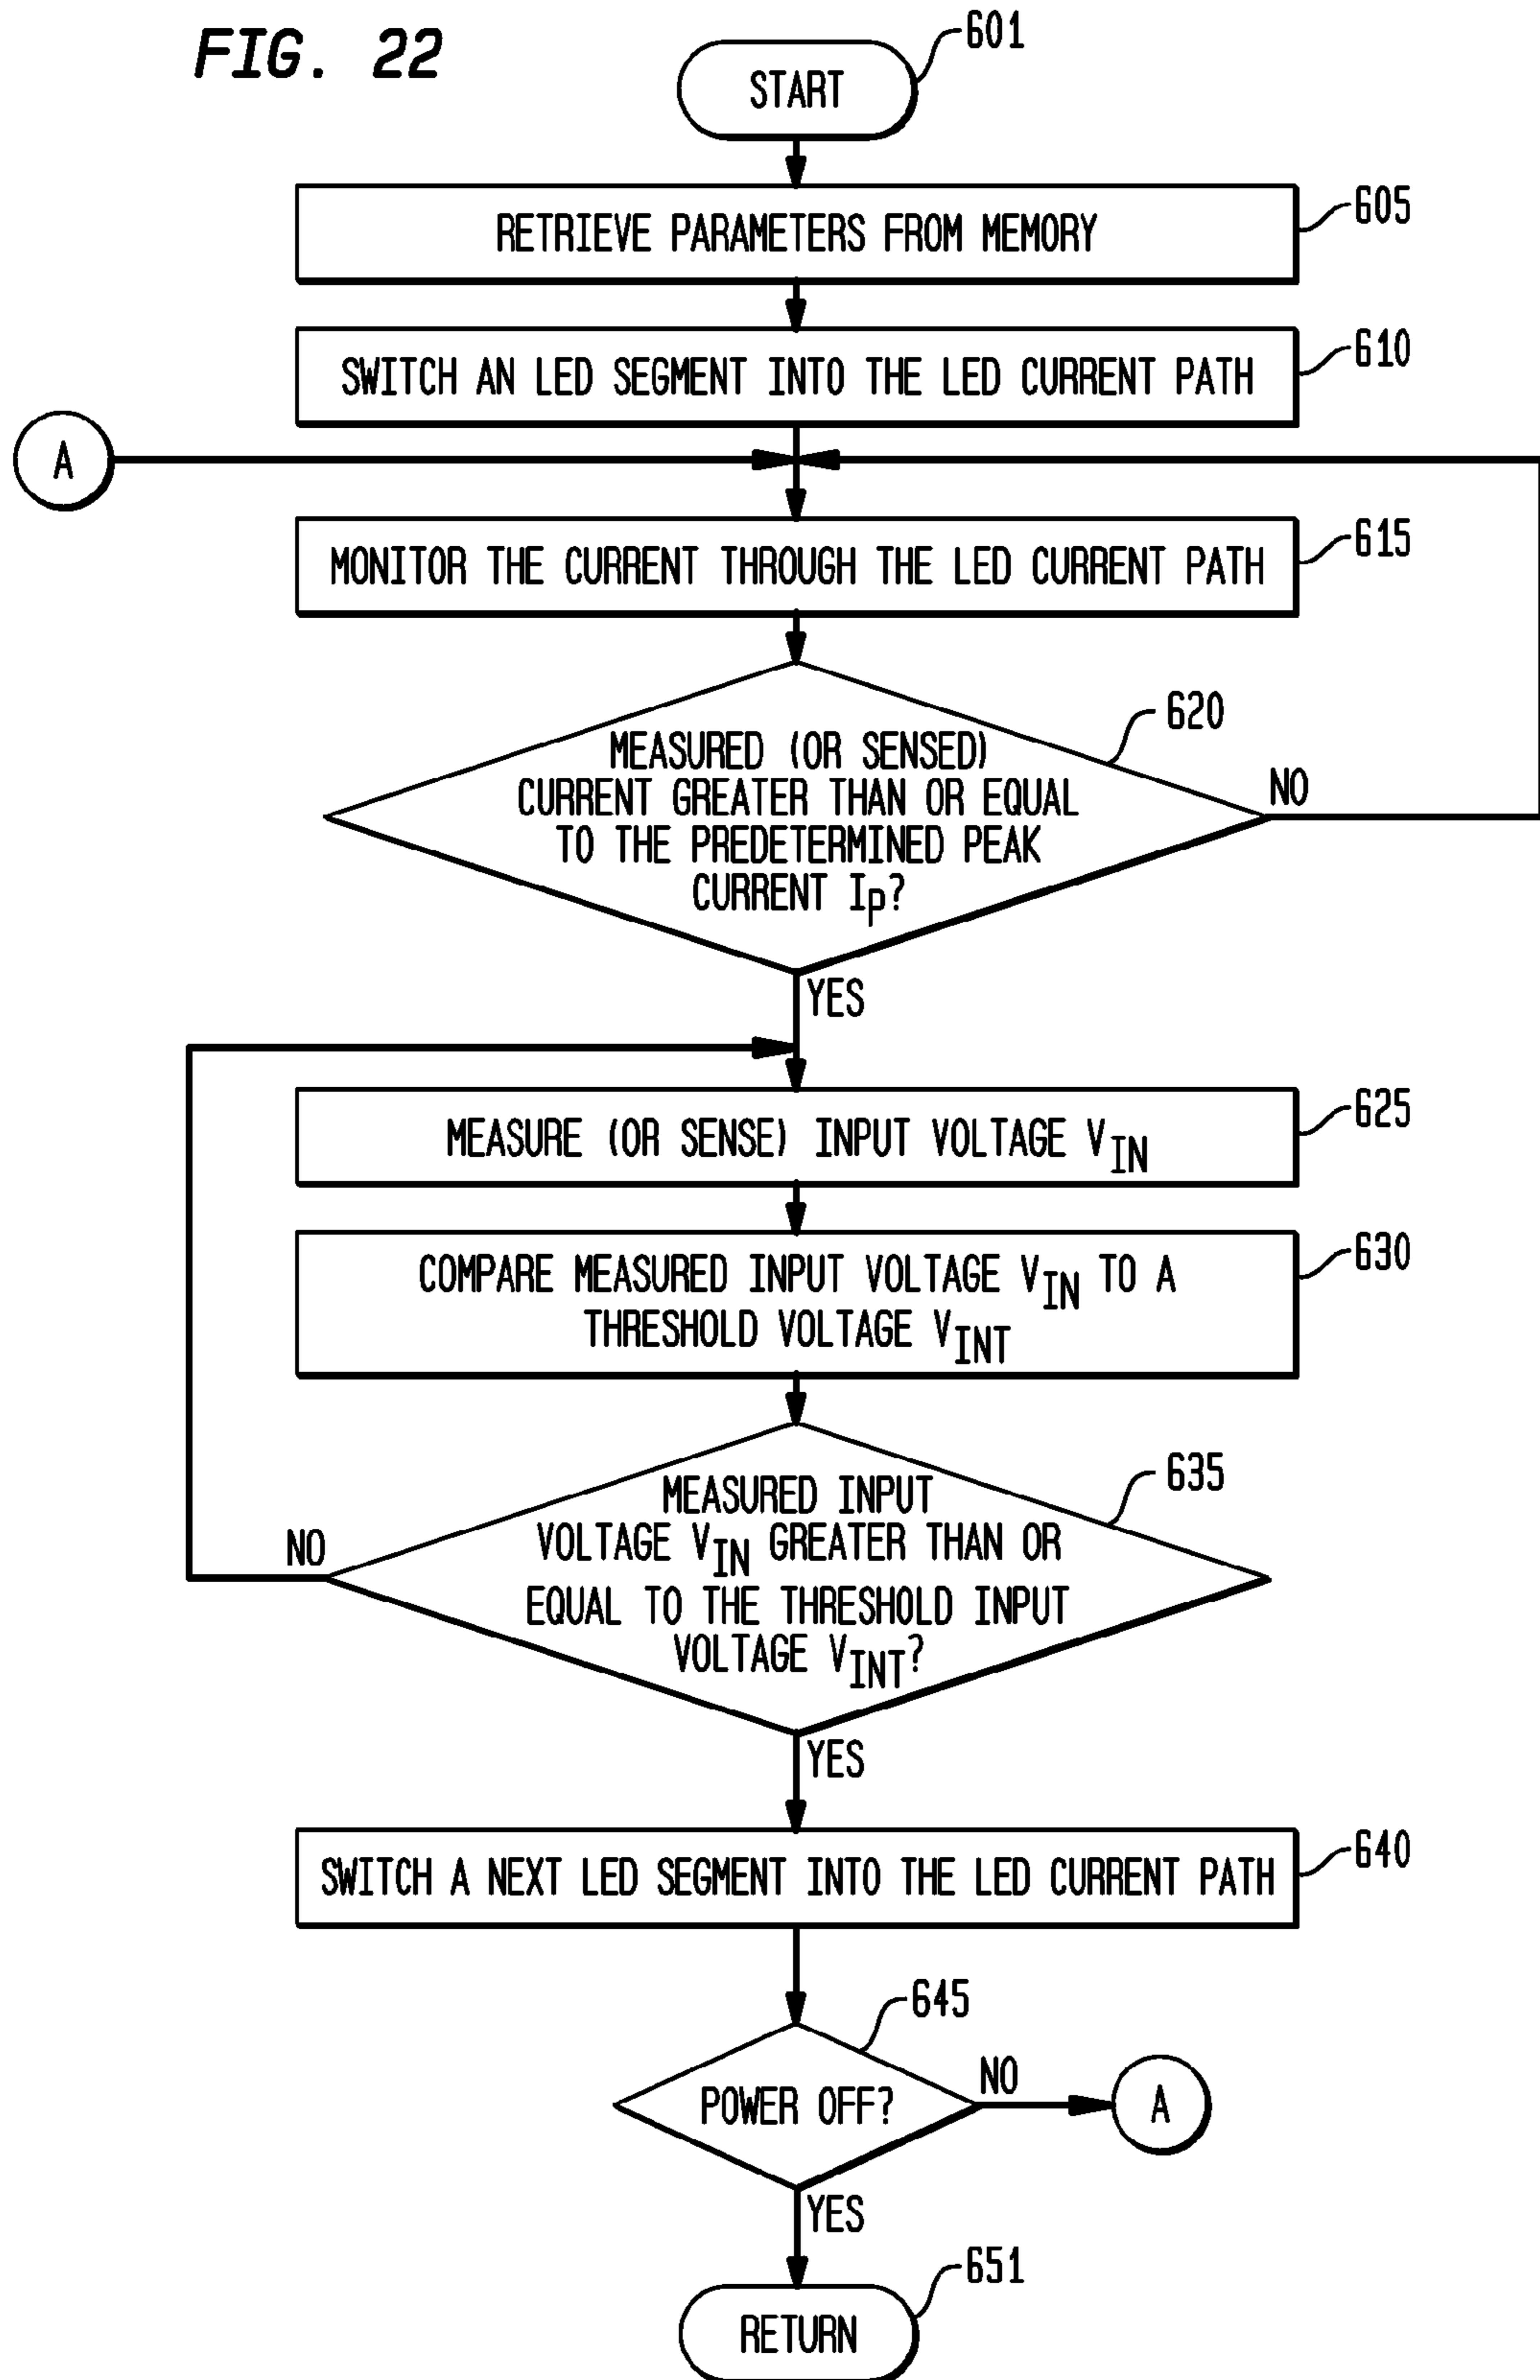 FIG. 22
601
START
605
RETRIEVE PARAMETERS FROM MEMORY
610
SWITCH AN LED SEGMENT INTO THE LED CURRENT PATH
A
615
MONITOR THE CURRENT THROUGH THE LED CURRENT PATH
620
MEASURED (OR SENSED)
CURRENT GREATER THAN OR EQUAL
TO THE PREDETERMINED PEAK
CURRENT Ip?
NO
YES
625
MEASURE (OR SENSE) INPUT VOLTAGE VIN
630
COMPARE MEASURED INPUT VOLTAGE VIN TO A
THRESHOLD VOLTAGE VINT
635
MEASURED INPUT
VOLTAGE VIN GREATER THAN OR
EQUAL TO THE THRESHOLD INPUT
VOLTAGE VINT?
NO
YES
640
SWITCH A NEXT LED SEGMENT INTO THE LED CURRENT PATH
645
POWER OFF?
NO
A
YES
651
RETURN